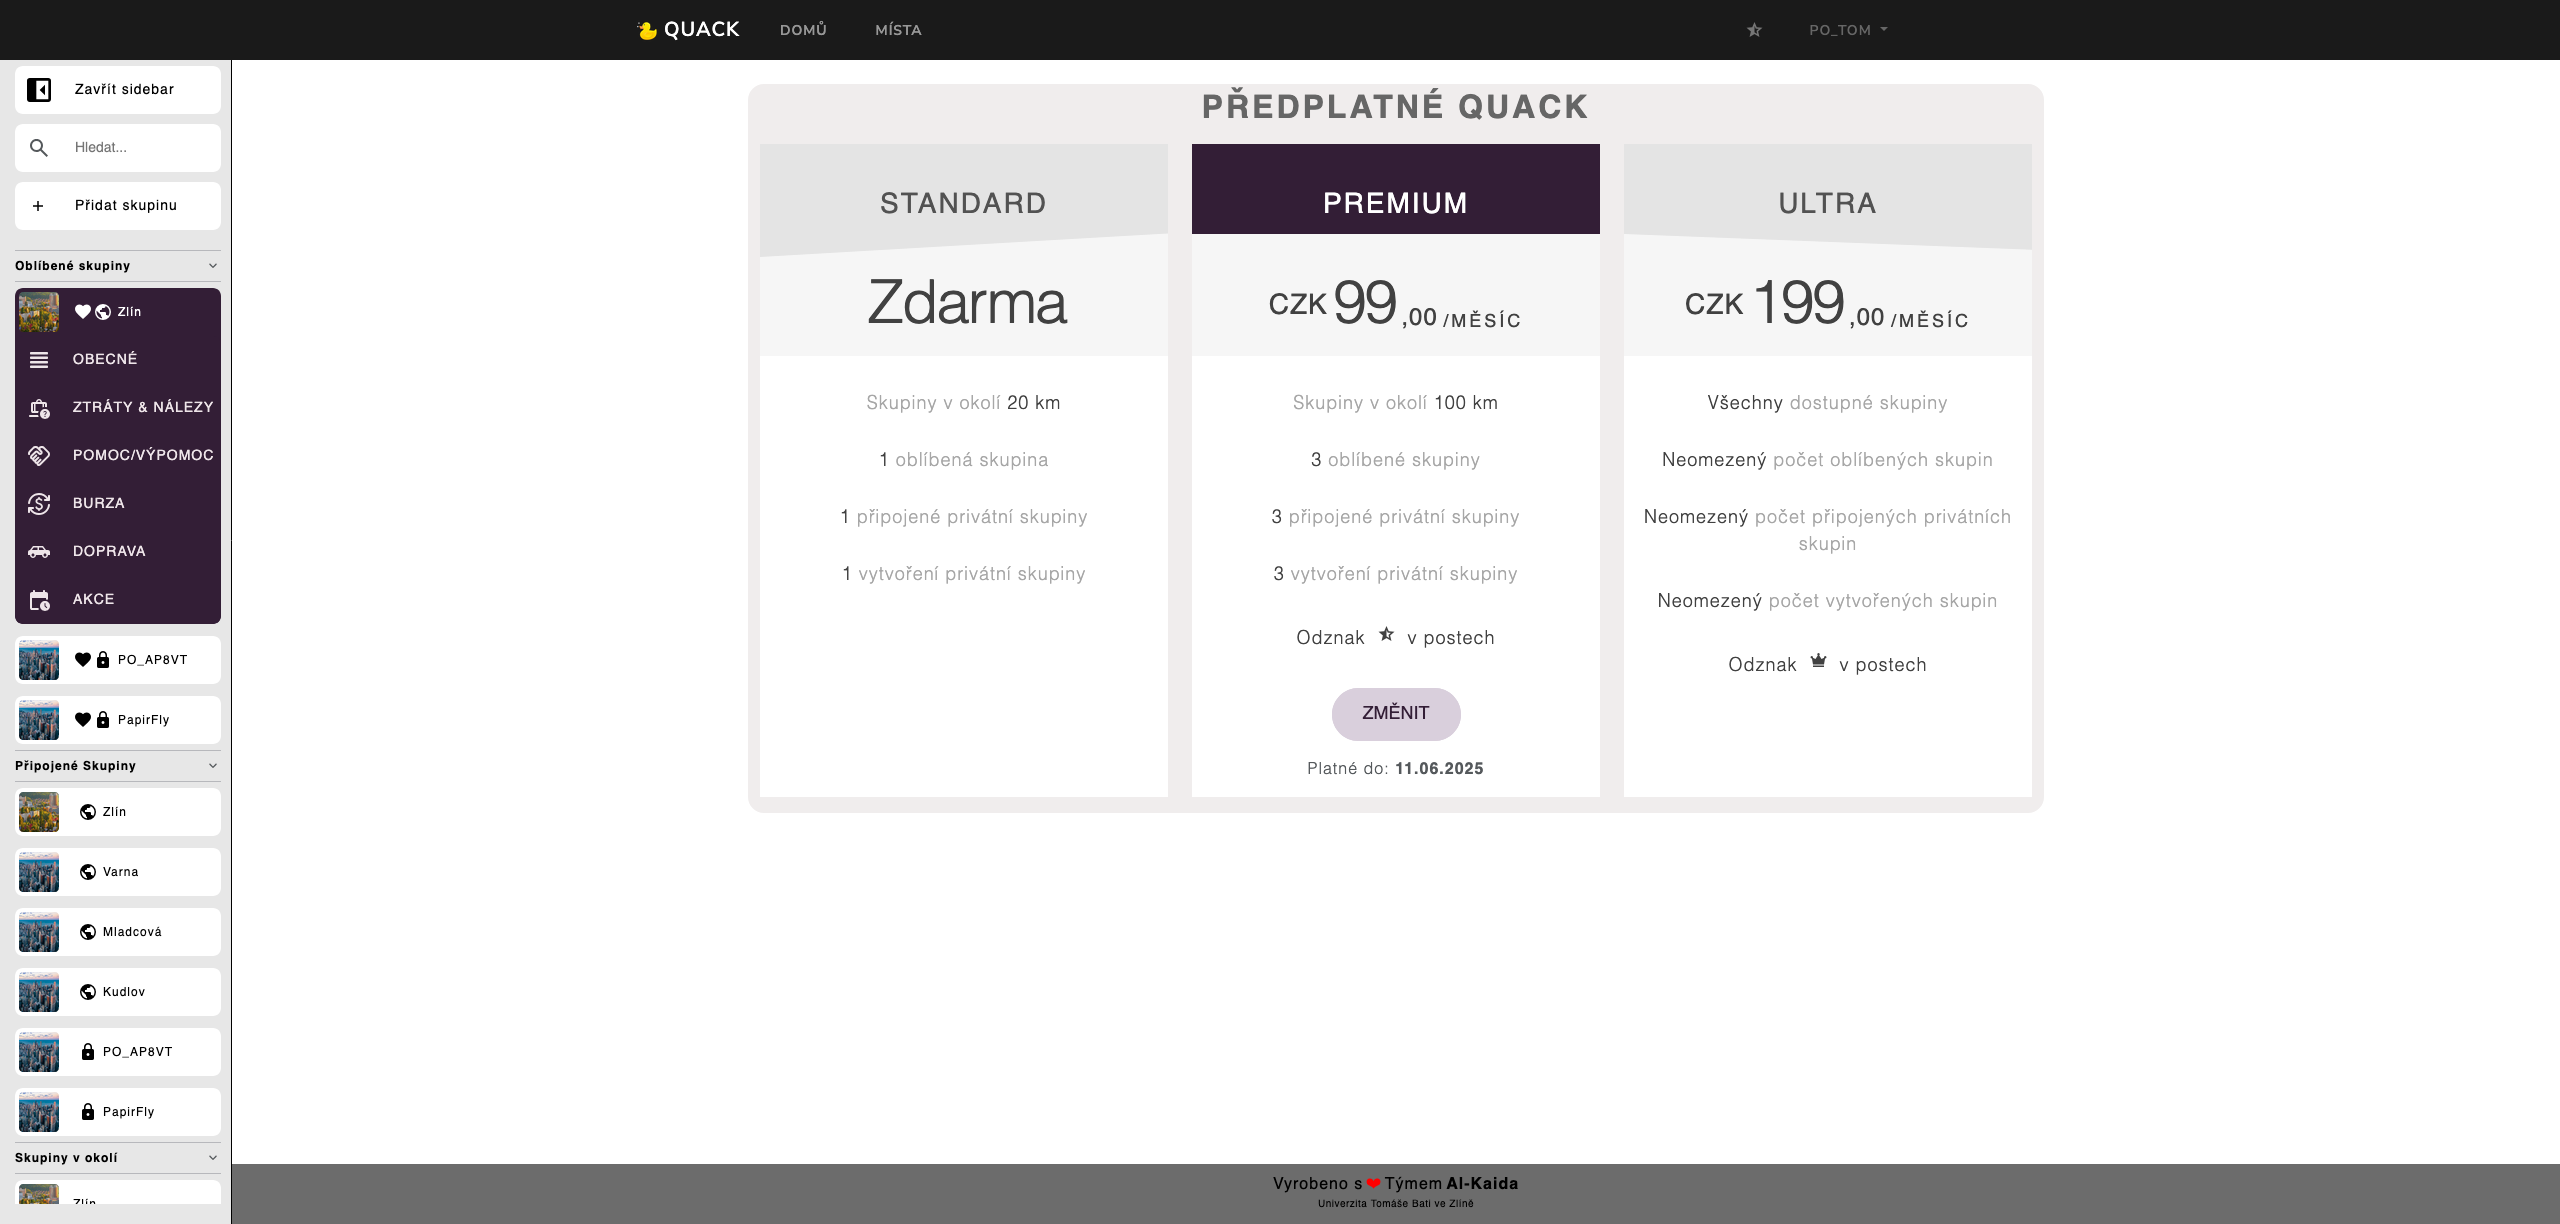 QUACK
DOMŮ
MÍSTA
PO_TOM
Zavřít sidebar
Hledat...
Přidat skupinu
Oblíbené skupiny
Zlín
OBECNÉ
ZTRÁTY & NÁLEZY
POMOC/VÝPOMOC
BURZA
DOPRAVA
AKCE
PO_AP8VT
PapirFly
Připojené Skupiny
Zlín
Varna
Mladcová
Kudlov
PO_AP8VT
PapirFly
Skupiny v okolí
Zlín
PŘEDPLATNÉ QUACK
STANDARD
Zdarma
Skupiny v okolí 20 km
1 oblíbená skupina
1 připojené privátní skupiny
1 vytvoření privátní skupiny
PREMIUM
CZK 99,00 /MĚSÍC
Skupiny v okolí 100 km
3 oblíbené skupiny
3 připojené privátní skupiny
3 vytvoření privátní skupiny
Odznak v postech
ZMĚNIT
Platné do: 11.06.2025
ULTRA
CZK 199,00 /MĚSÍC
Všechny dostupné skupiny
Neomezený počet oblíbených skupin
Neomezený počet připojených privátních
skupin
Neomezený počet vytvořených skupin
Odznak v postech
Vyrobeno s ❤ Týmem Al-Kaida
Univerzita Tomáše Bati ve Zlíně